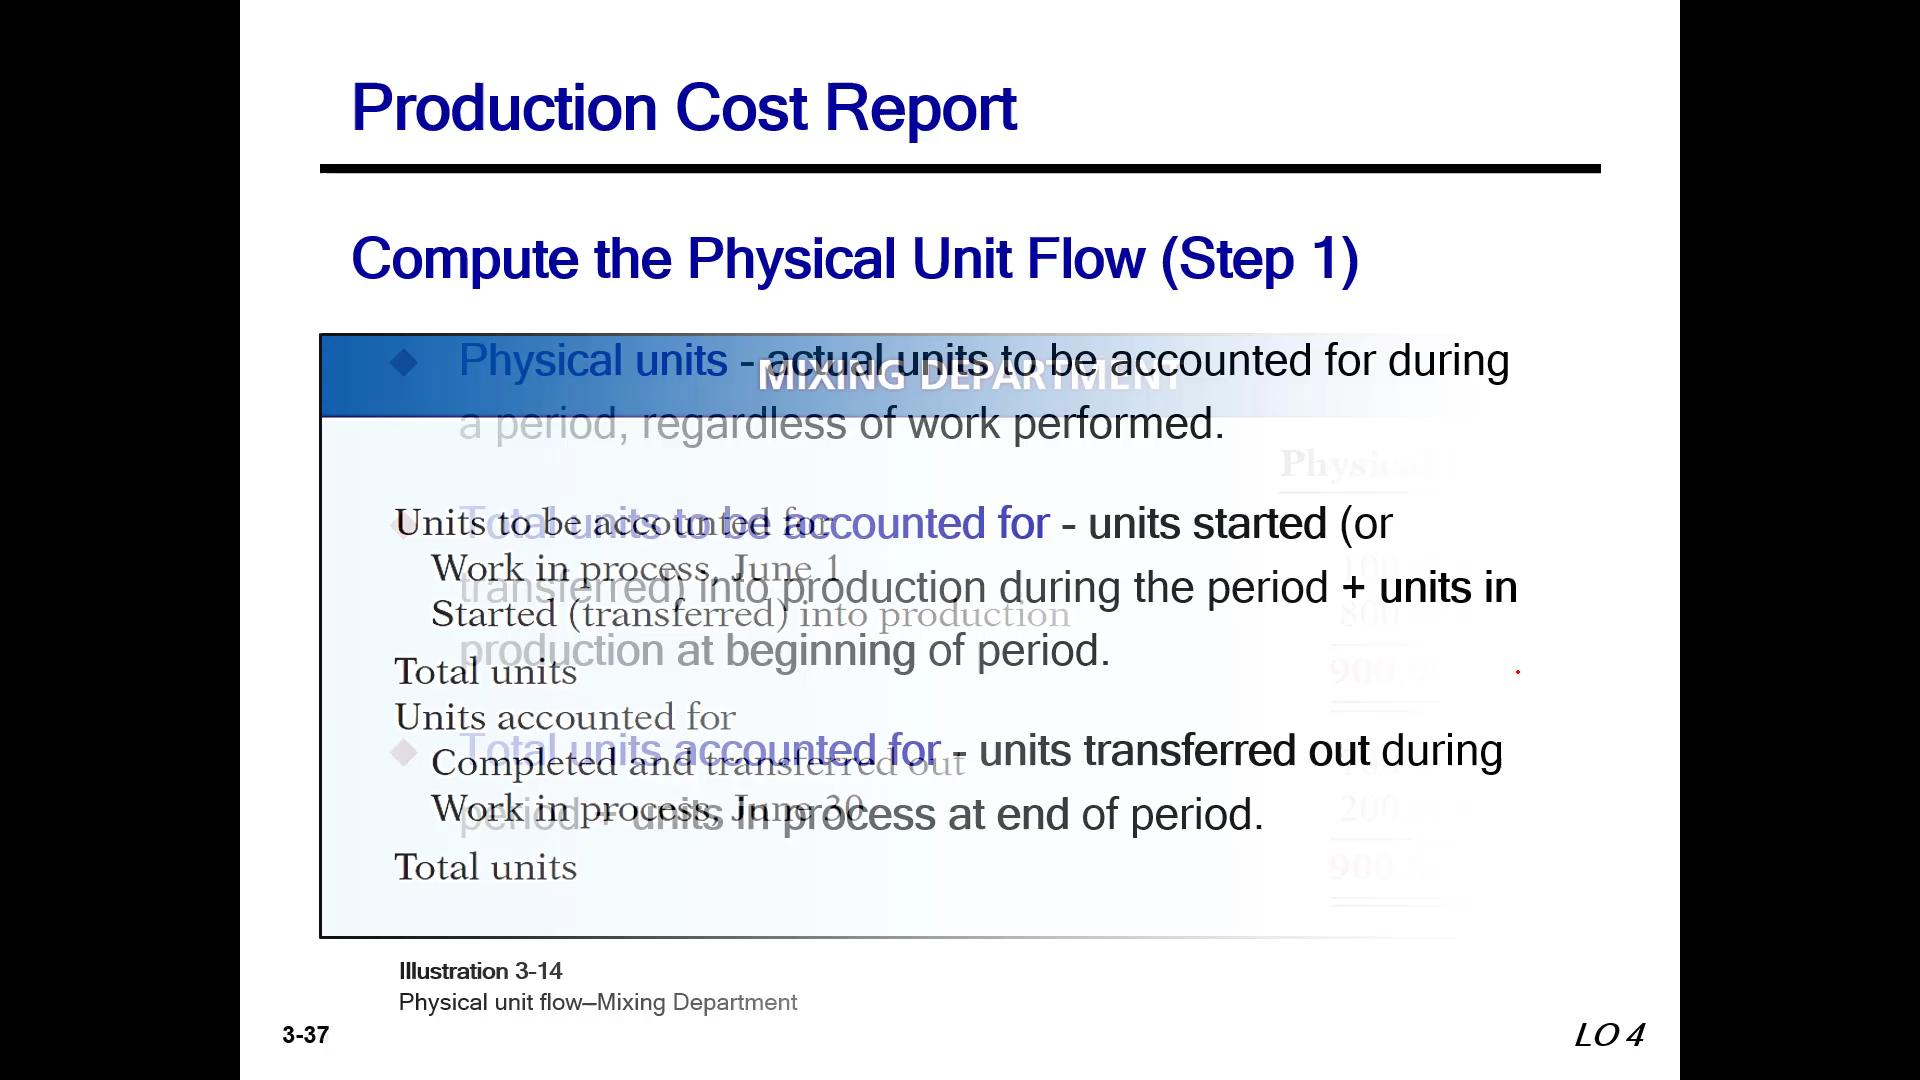 Production Cost Report
Compute the Physical Unit Flow (Step 1)
MIXING DEPARTMENT
Physical units - actual units to be accounted for during
a period, regardless of work performed.
Total units to be accounted for - units started (or
transferred) into production during the period + units in
production at beginning of period.
Total units accounted for - units transferred out during
period + units in process at end of period.
Physical
Units to be accounted for
Work in process, June 1
Started (transferred) into production
Total units
Units accounted for
Completed and transferred out
Work in process, June 30
Total units
Illustration 3-14
Physical unit flow—Mixing Department
3-37
LO 4